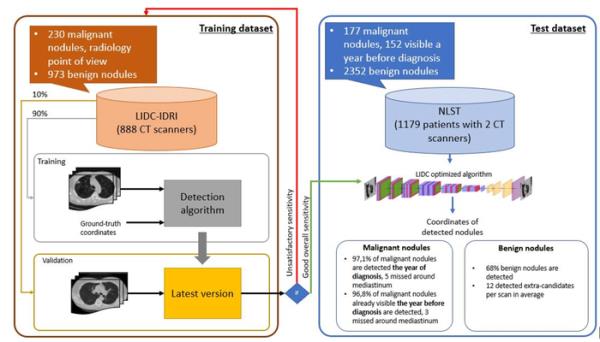 Training dataset
• 230 malignant
nodules, radiology
point of view
• 973 benign nodules
10%
90%
LIDC-IDRI
(888 CT scanners)
Training
Ground-truth
coordinates
Detection
algorithm
Validation
Latest version
Unsatisfactory sensitivity
Good overall sensitivity
Test dataset
• 177 malignant
nodules, 152 visible a
year before diagnosis
• 2352 benign nodules
NLST
(1179 patients with 2 CT
scanners)
LIDC optimized algorithm
Coordinates of
detected nodules
Malignant nodules
• 97,1% of malignant nodules
are detected the year of
diagnosis, 5 missed around
mediastinum
• 96,8% of malignant nodules
already visible the year before
diagnosis are detected, 3
missed around mediastinum
Benign nodules
• 68% benign nodules are
detected
• 12 detected extra-candidates
per scan in average